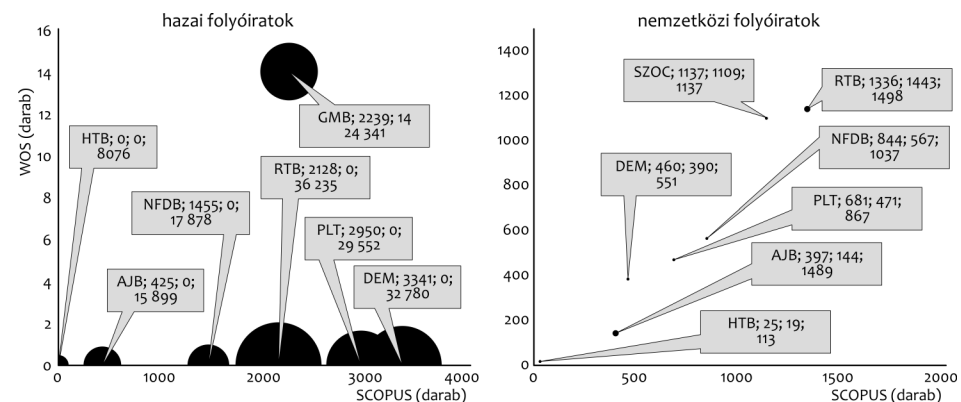 hazai folyóiratok
WOS (darab)
16
14
12
10
8
6
4
2
0
HTB; 0; 0;
8076
GMB; 2239; 14
24 341
RTB; 2128; 0;
36 235
NFDB; 1455; 0;
17 878
PLT; 2950; 0;
29 552
AJB; 425; 0;
15 899
DEM; 3341; 0;
32 780
0
1000
2000
3000
4000
SCOPUS (darab)
nemzetközi folyóiratok
1400
1200
1000
800
600
400
200
0
SZOC; 1137; 1109;
1137
RTB; 1336; 1443;
1498
NFDB; 844; 567;
1037
DEM; 460; 390;
551
PLT; 681; 471;
867
AJB; 397; 144;
1489
HTB; 25; 19;
113
500
1000
1500
2000
SCOPUS (darab)